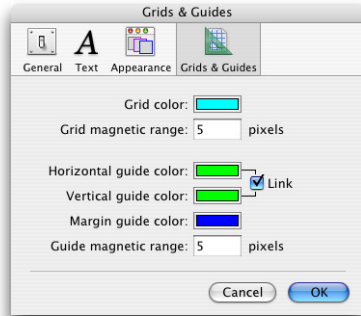 Grids & Guides
General Text Appearance Grids & Guides
Grid color:
Grid magnetic range: 5 pixels
Horizontal guide color:
Link
Vertical guide color:
Margin guide color:
Guide magnetic range: 5 pixels
Cancel OK